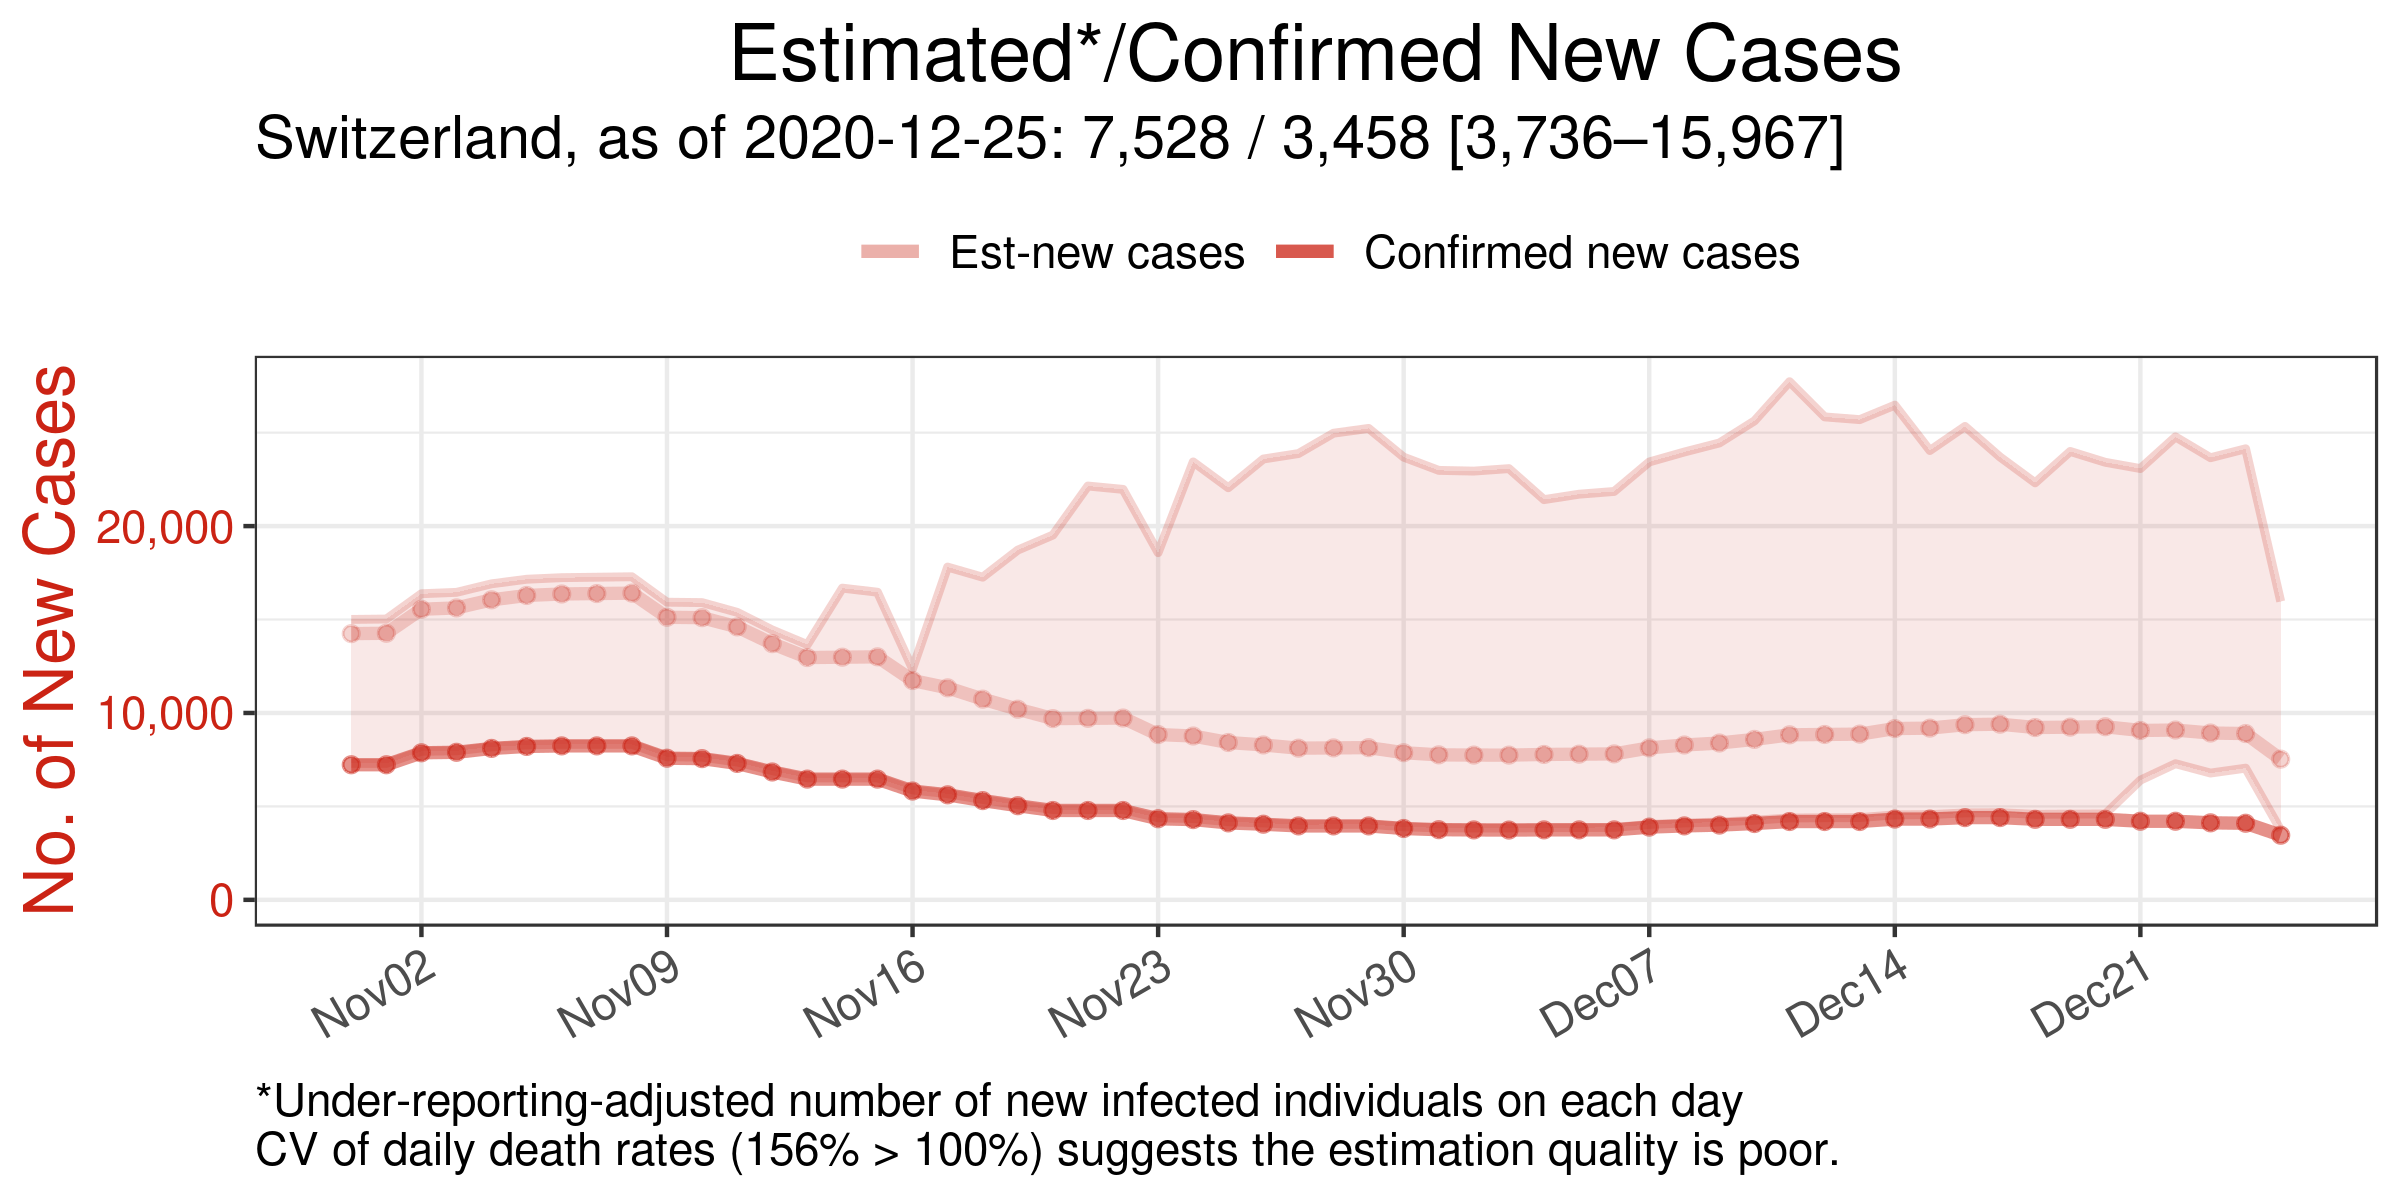 Estimated*/Confirmed New Cases
Switzerland, as of 2020-12-25: 7,528 / 3,458 [3,736–15,967]
Est-new cases
Confirmed new cases
No. of New Cases
20,000
10,000
0
Nov02
Nov09
Nov16
Nov23
Nov30
Dec07
Dec14
Dec21
*Under-reporting-adjusted number of new infected individuals on each day
CV of daily death rates (156% > 100%) suggests the estimation quality is poor.